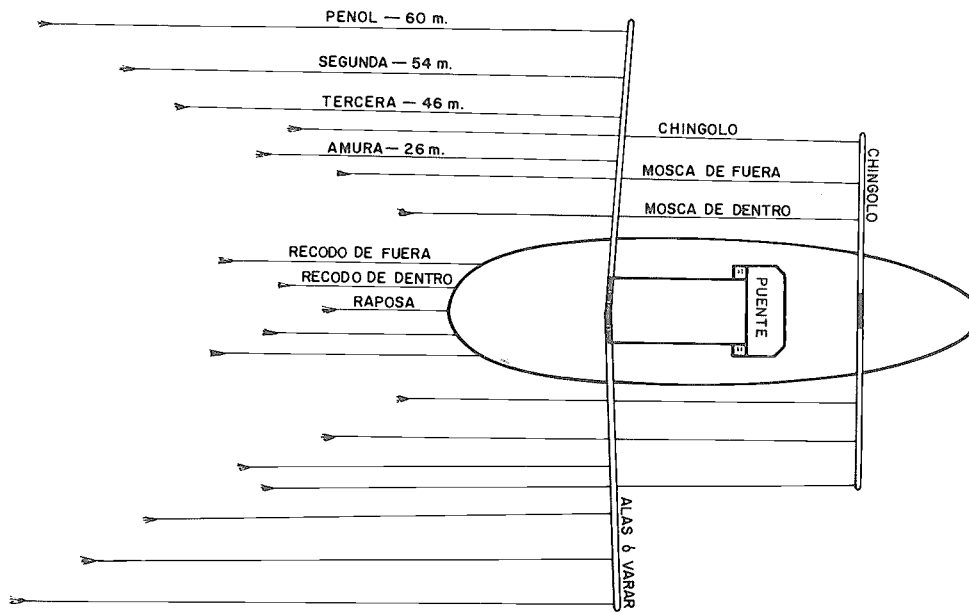 PENOL — 60 m.
SEGUNDA — 54 m.
TERCERA — 46 m.
CHINGOLO
AMURA — 26 m.
MOSCA DE FUERA
CHINGOLO
MOSCA DE DENTRO
RECODO DE FUERA
RECODO DE DENTRO
RAPOSA
PUENTE
ALAS ó VARAR